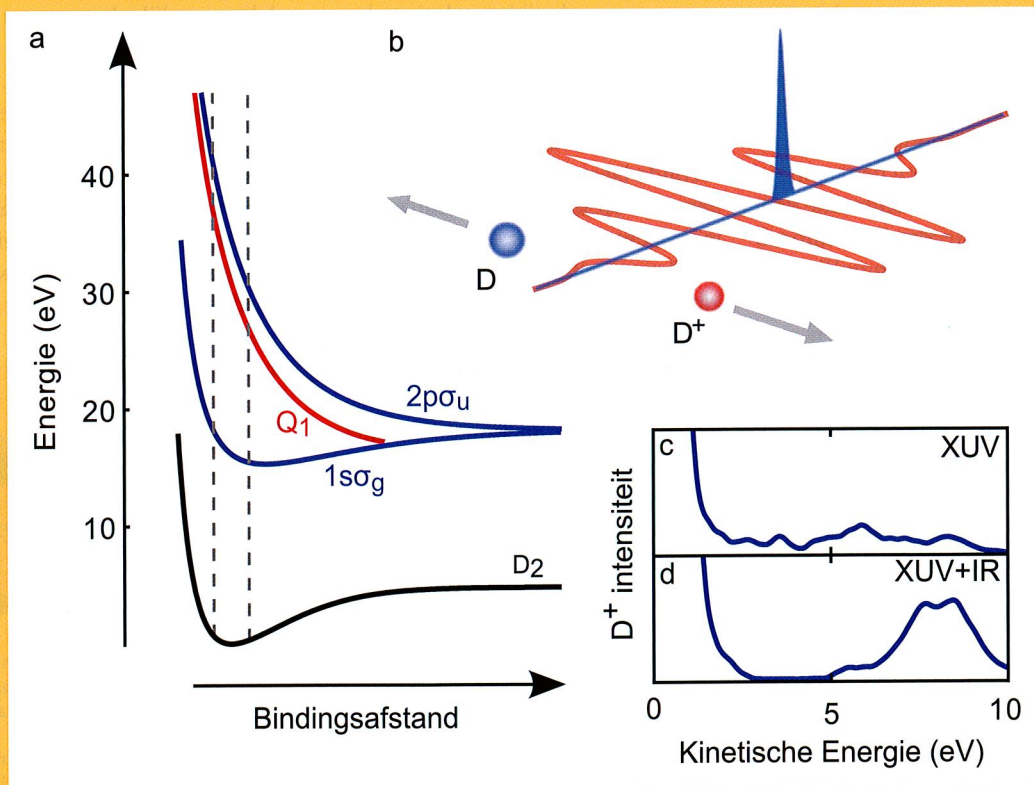 a
b
Energie (eV)
40
30
20
10
2pσu
Q1
1sσg
D2
Bindingsafstand
D
D+
c
XUV
d
XUV+IR
D+ intensiteit
0
5
10
Kinetische Energie (eV)